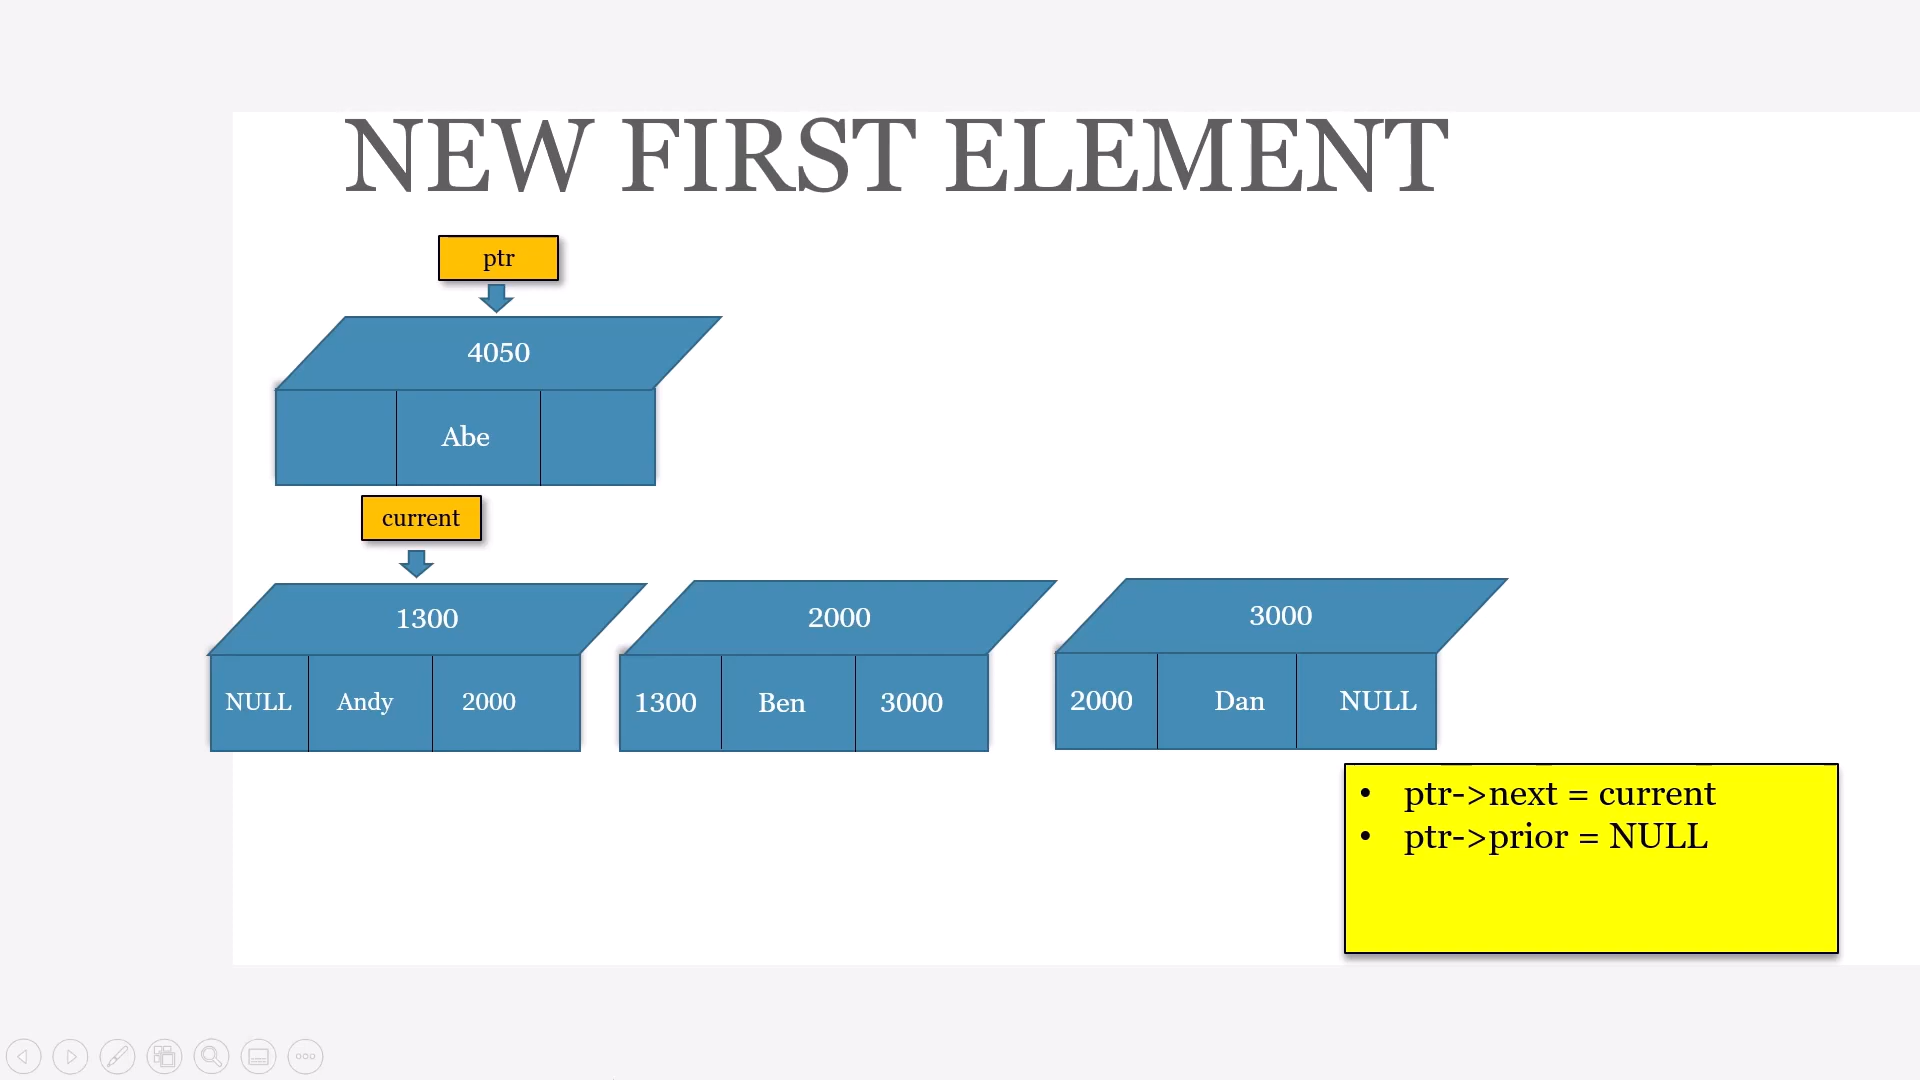 NEW FIRST ELEMENT
ptr
4050
Abe
current
1300
2000
3000
NULL Andy 2000
1300 Ben 3000
2000 Dan NULL
• ptr->next = current
• ptr->prior = NULL